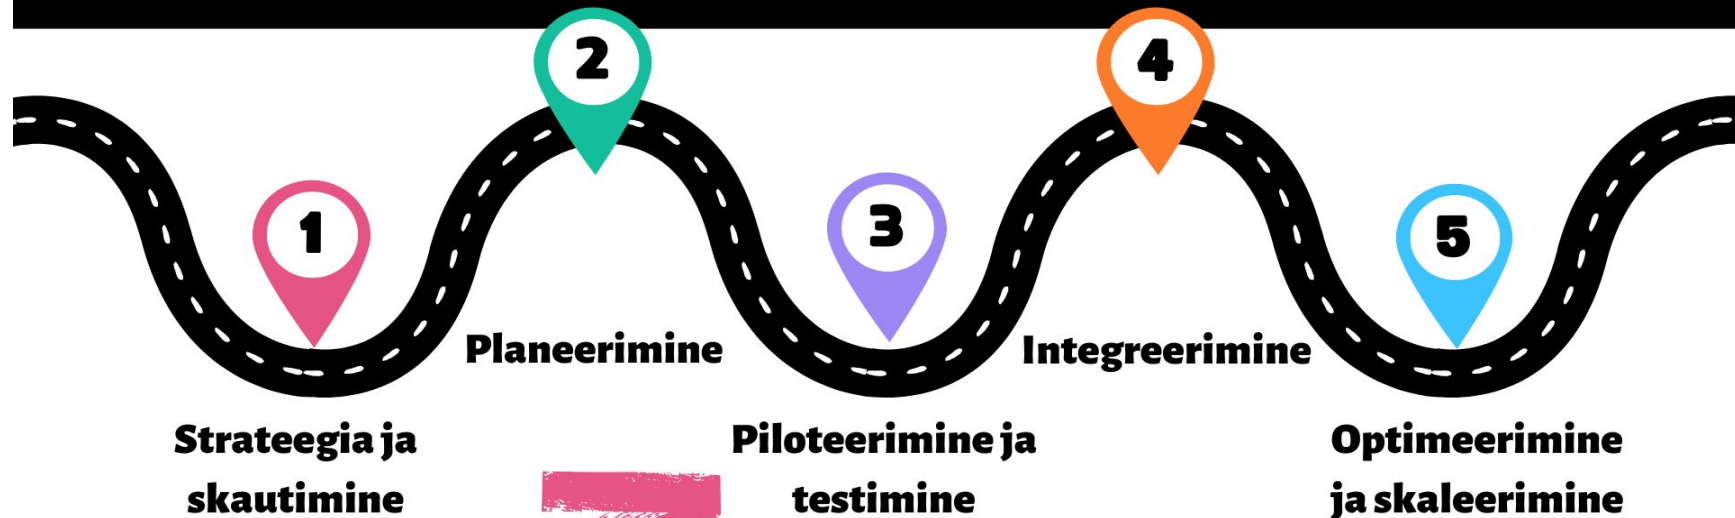 1
Strateegia ja
skautimine
2
Planeerimine
3
Piloteerimine ja
testimine
4
Integreerimine
5
Optimeerimine
ja skaleerimine